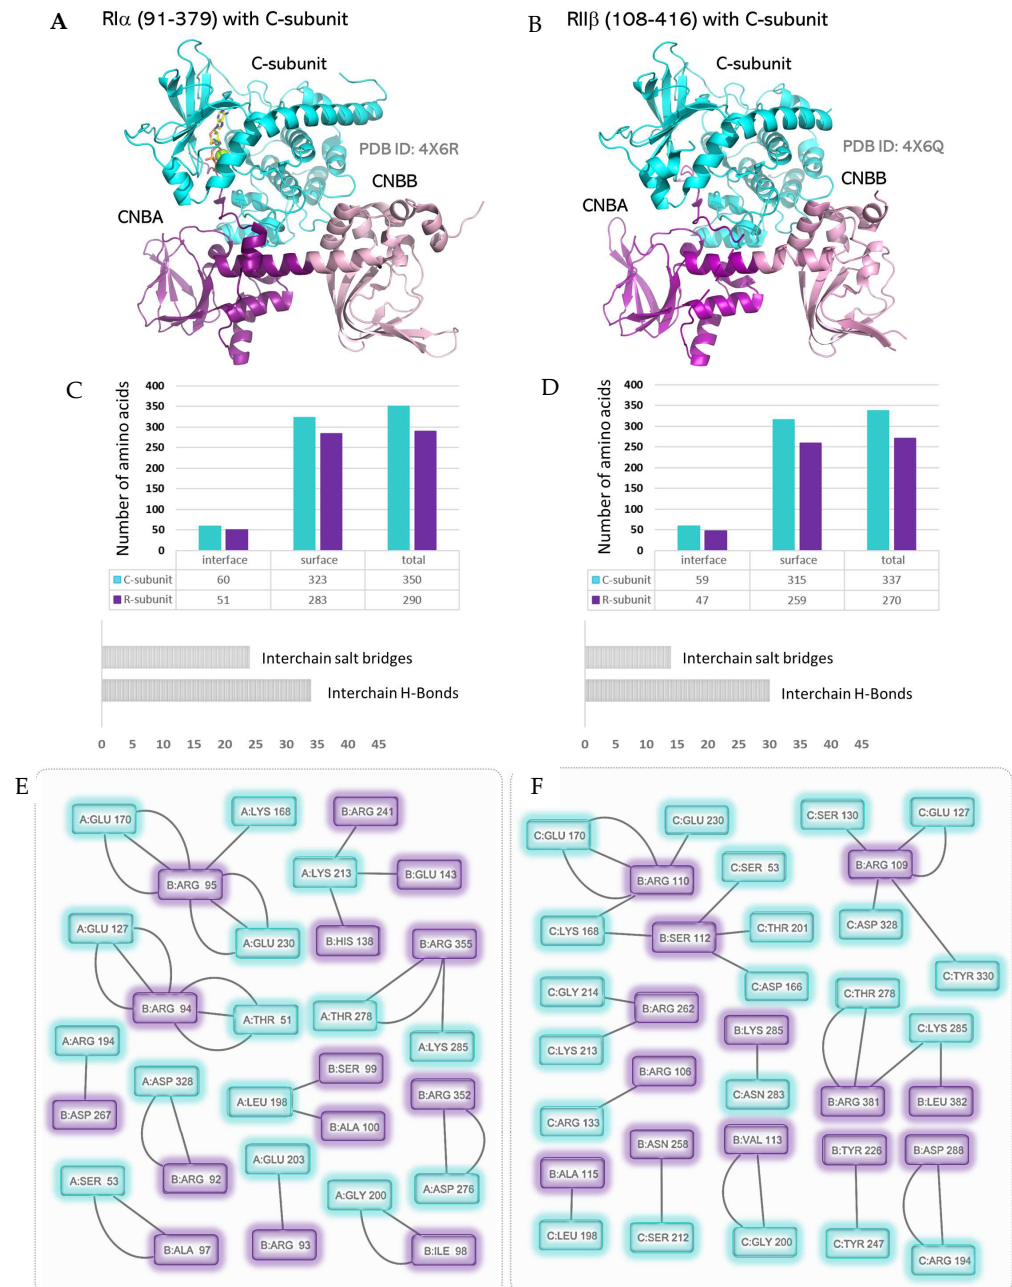 A RIα (91-379) with C-subunit
C-subunit
PDB ID: 4X6R
CNBB
CNBA
B RIIβ (108-416) with C-subunit
C-subunit
PDB ID: 4X6Q
CNBB
CNBA
C
Number of amino acids
400
350
300
250
200
150
100
50
0
interface surface total
C-subunit 60 323 350
R-subunit 51 283 290
Interchain salt bridges
Interchain H-Bonds
0 5 10 15 20 25 30 35 45
D
Number of amino acids
400
350
300
250
200
150
100
50
0
interface surface total
C-subunit 59 315 337
R-subunit 47 259 270
Interchain salt bridges
Interchain H-Bonds
0 5 10 15 20 25 30 35 45
E
A:GLU 170
A:LYS 168
B:ARG 241
B:ARG 95
A:LYS 213
B:GLU 143
A:GLU 127
A:GLU 230
B:HIS 138
B:ARG 355
B:ARG 94
A:THR 51
A:THR 278
A:ARG 194
A:LYS 285
A:ASP 328
B:SER 99
B:ARG 352
A:LEU 198
B:ASP 267
B:ALA 100
A:GLU 203
B:ARG 92
A:SER 53
A:GLY 200
A:ASP 276
B:ALA 97
B:ARG 93
B:ILE 98
F
C:GLU 170
C:GLU 230
C:SER 130
C:GLU 127
B:ARG 110
C:SER 53
B:ARG 109
C:LYS 168
B:SER 112
C:THR 201
C:ASP 328
C:ASP 166
C:TYR 330
C:GLY 214
B:ARG 262
C:THR 278
C:LYS 213
B:LYS 285
C:LYS 285
B:ARG 106
C:ASN 283
B:ARG 381
B:LEU 382
C:ARG 133
B:ASN 258
B:VAL 113
B:TYR 226
B:ASP 288
B:ALA 115
C:LEU 198
C:SER 212
C:GLY 200
C:TYR 247
C:ARG 194